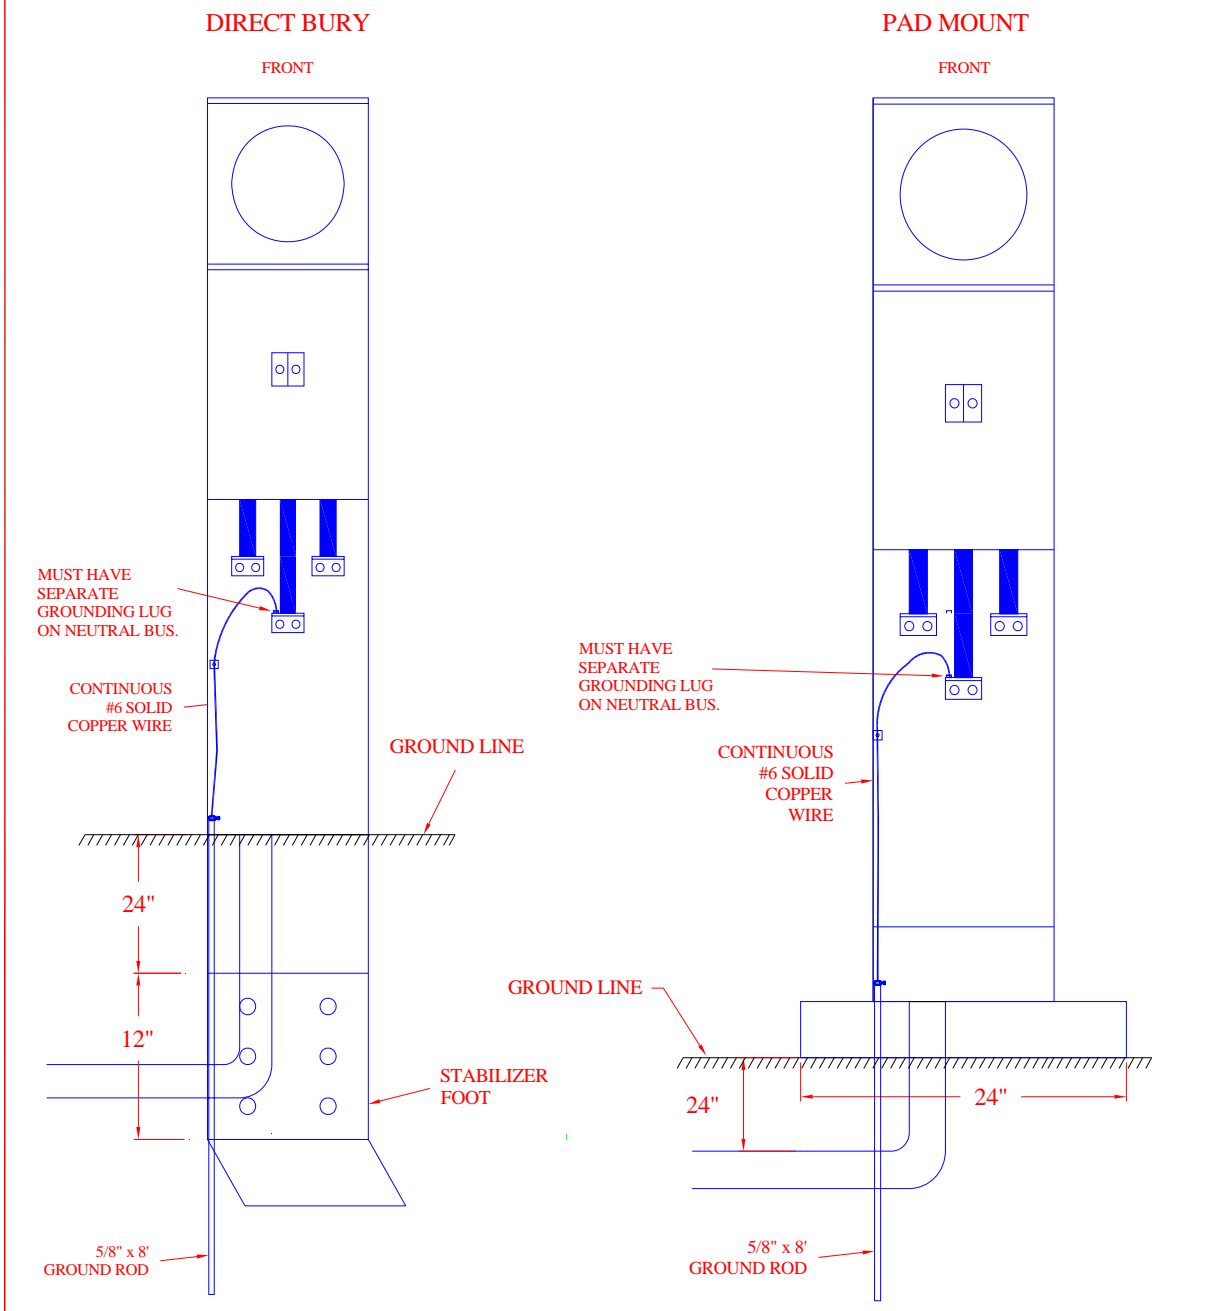 DIRECT BURY
FRONT
MUST HAVE
SEPARATE
GROUNDING LUG
ON NEUTRAL BUS.
CONTINUOUS
#6 SOLID
COPPER WIRE
GROUND LINE
24"
12"
STABILIZER
FOOT
5/8" x 8'
GROUND ROD
PAD MOUNT
FRONT
MUST HAVE
SEPARATE
GROUNDING LUG
ON NEUTRAL BUS.
CONTINUOUS
#6 SOLID
COPPER
WIRE
GROUND LINE
24"
24"
5/8" x 8'
GROUND ROD